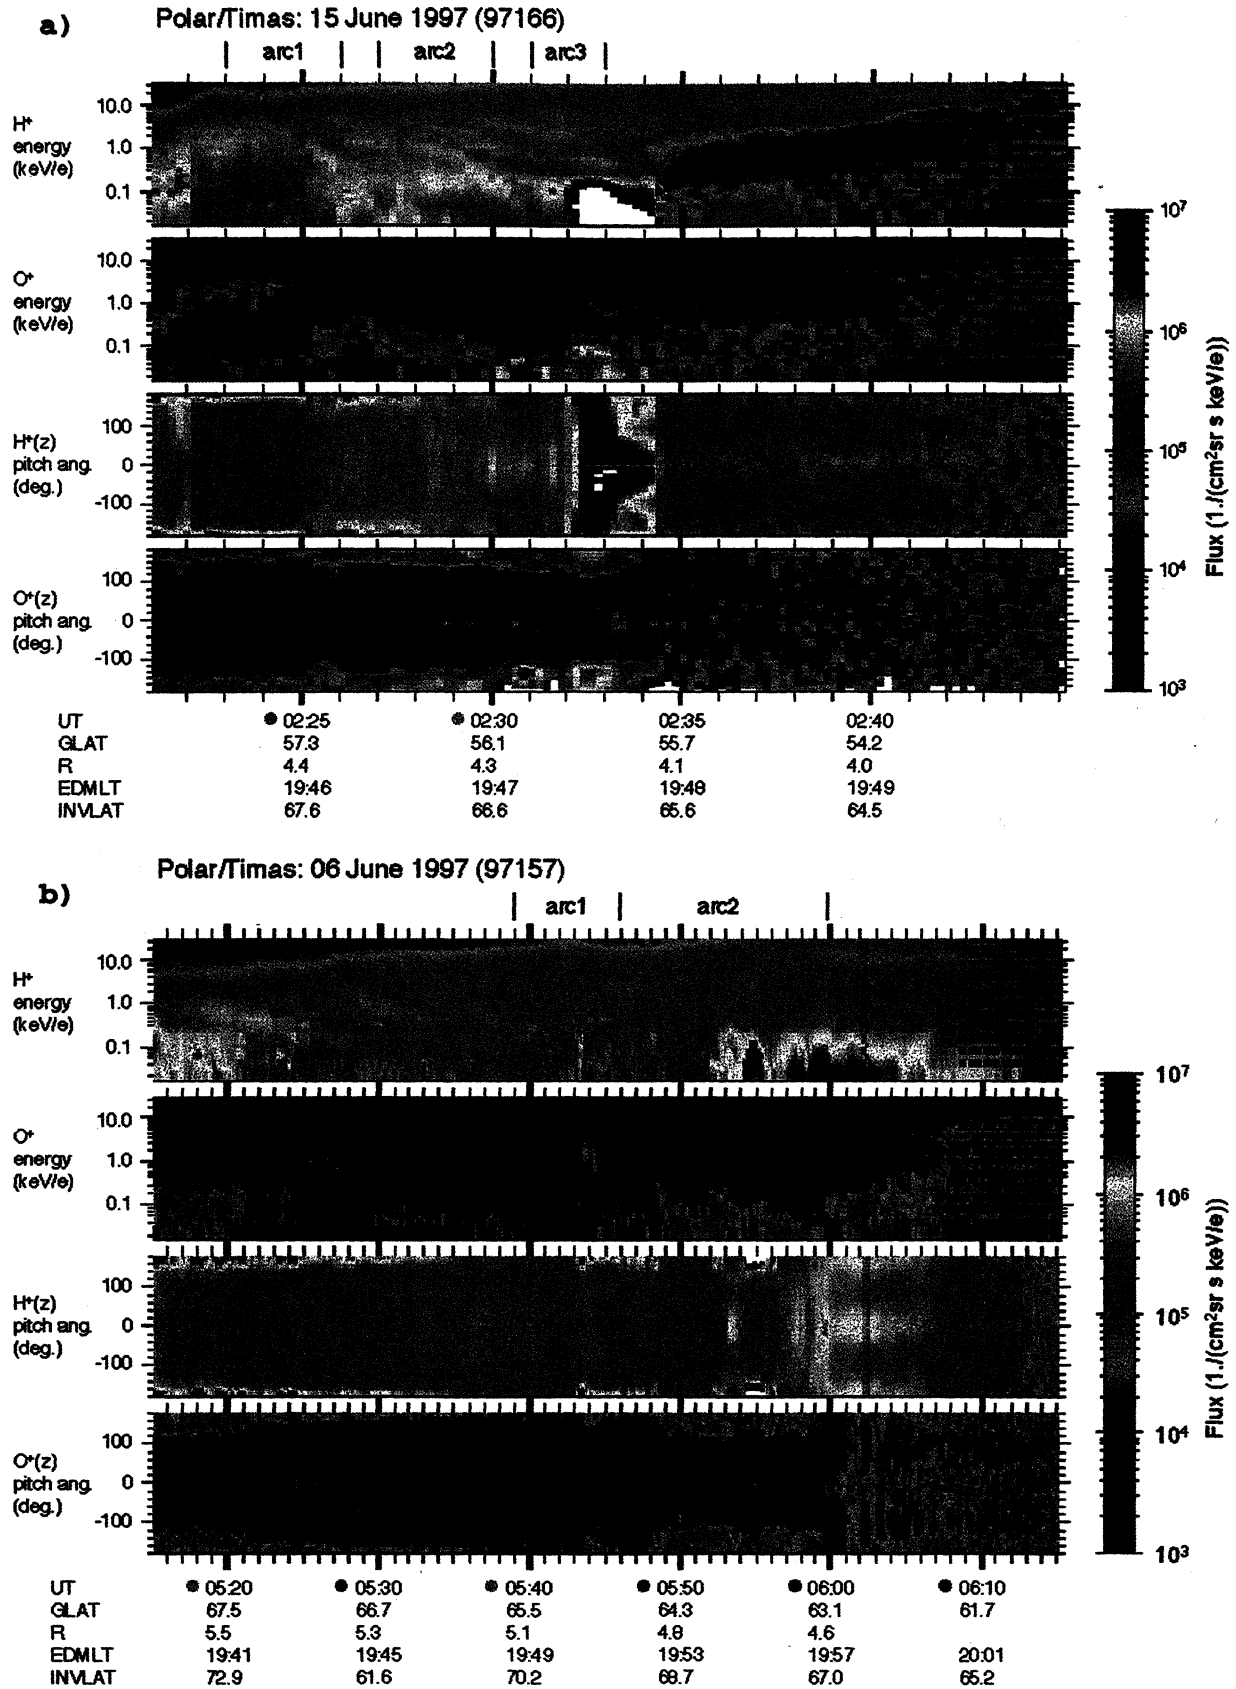 a)
Polar/Timas: 15 June 1997 (97166)
arc1 arc2 arc3
10.0
H+
energy
(keV/e)
1.0
0.1
10.0
O+
energy
(keV/e)
1.0
0.1
100
H+(z)
pitch ang.
(deg.)
0
-100
100
O+(z)
pitch ang.
(deg.)
0
-100
10⁷
10⁶
10⁵
10⁴
10³
Flux (1./(cm²sr s keV/e))
UT 02:25 02:30 02:35 02:40
GLAT 57.3 56.1 55.7 54.2
R 4.4 4.3 4.1 4.0
EDMLT 19:46 19:47 19:48 19:49
INVLAT 67.6 66.6 65.6 64.5
b)
Polar/Timas: 06 June 1997 (97157)
arc1 arc2
10.0
H+
energy
(keV/e)
1.0
0.1
10.0
O+
energy
(keV/e)
1.0
0.1
100
H+(z)
pitch ang.
(deg.)
0
-100
100
O+(z)
pitch ang.
(deg.)
0
-100
10⁷
10⁶
10⁵
10⁴
10³
Flux (1./(cm²sr s keV/e))
UT 05:20 05:30 05:40 05:50 06:00 06:10
GLAT 67.5 66.7 65.5 64.3 63.1 61.7
R 5.5 5.3 5.1 4.8 4.6
EDMLT 19:41 19:45 19:49 19:53 19:57 20:01
INVLAT 72.9 61.6 70.2 68.7 67.0 65.2